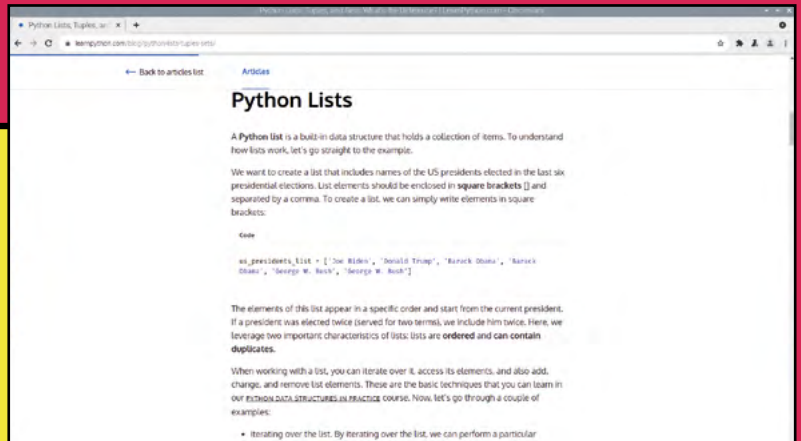 Python Lists, Tuples, and Sets: What's the Difference? | LearnPython.com - Chromium
Python Lists, Tuples, an
learnpython.com/blog/python-lists-tuples-sets/
Back to articles list Articles
Python Lists
A Python list is a built-in data structure that holds a collection of items. To understand
how lists work, let's go straight to the example.
We want to create a list that includes names of the US presidents elected in the last six
presidential elections. List elements should be enclosed in square brackets [] and
separated by a comma. To create a list, we can simply write elements in square
brackets:
Code
us_presidents_list = ['Joe Biden', 'Donald Trump', 'Barack Obama', 'Barack
Obama', 'George W. Bush', 'George W. Bush']
The elements of this list appear in a specific order and start from the current president.
If a president was elected twice (served for two terms), we include him twice. Here, we
leverage two important characteristics of lists: lists are ordered and can contain
duplicates.
When working with a list, you can iterate over it, access its elements, and also add,
change, and remove list elements. These are the basic techniques that you can learn in
our PYTHON DATA STRUCTURES IN PRACTICE course. Now, let's go through a couple of
examples:
• Iterating over the list. By iterating over the list, we can perform a particular